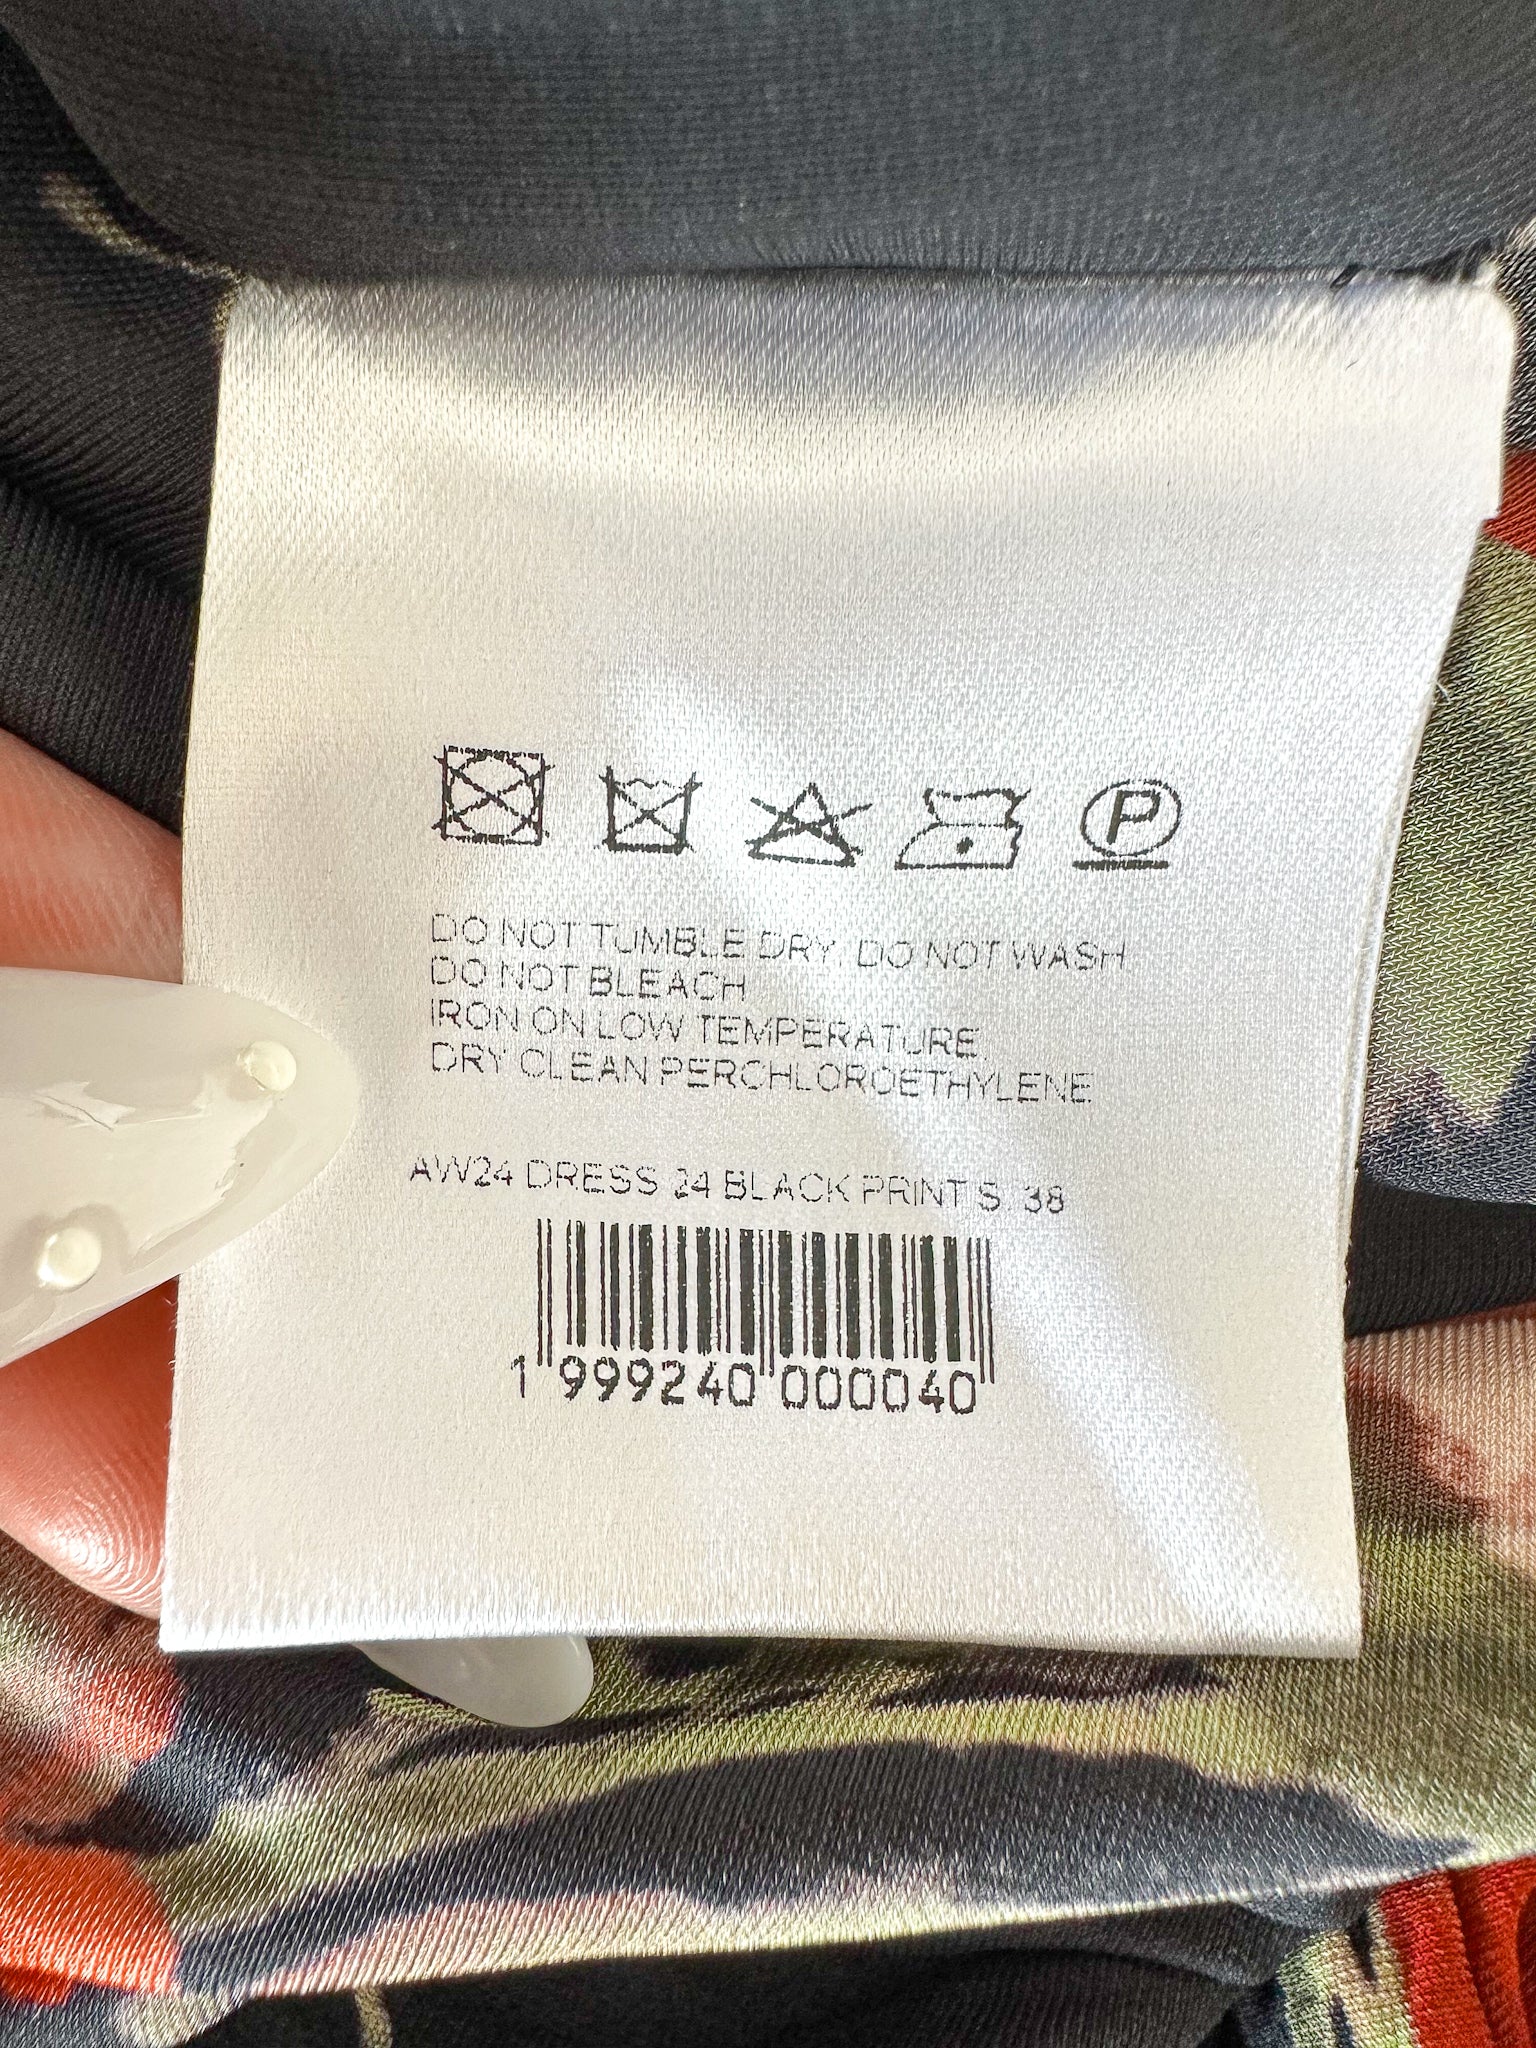 P
DO NOT TUMBLE DRY, DO NOT WASH
DO NOT BLEACH
IRON ON LOW TEMPERATURE.
DRY CLEAN PERCHLOROETHYLENE
AW24 DRESS 24 BLACK PRINT S. 38
1 999240 000040